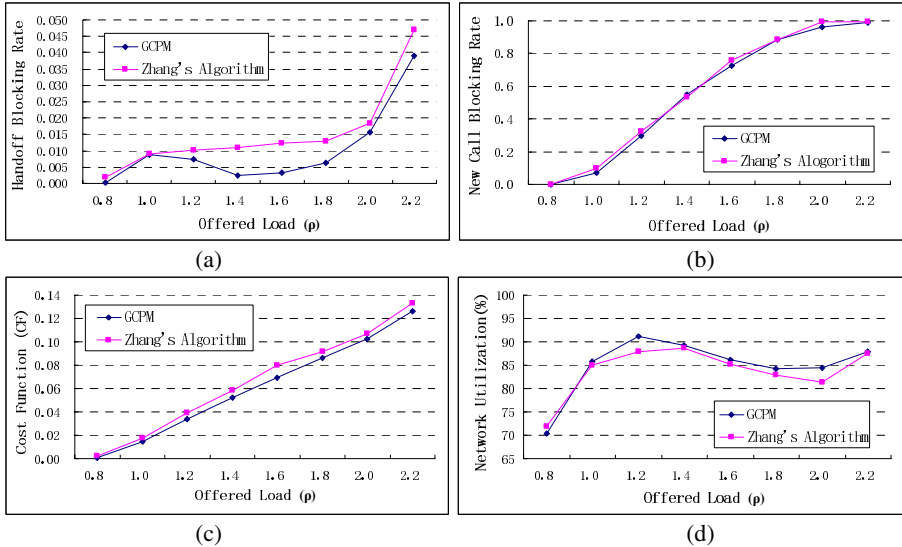 Handoff Blocking Rate
0.050
0.045
0.040
0.035
0.030
0.025
0.020
0.015
0.010
0.005
0.000
GCPM
Zhang's Algorithm
0.8 1.0 1.2 1.4 1.6 1.8 2.0 2.2
Offered Load (ρ)
(a)
New Call Blocking Rate
1.0
0.8
0.6
0.4
0.2
0.0
GCPM
Zhang's Alogorithm
0.8 1.0 1.2 1.4 1.6 1.8 2.0 2.2
Offered Load (ρ)
(b)
Cost Function (CF)
0.14
0.12
0.10
0.08
0.06
0.04
0.02
0.00
GCPM
Zhang's Algorithm
0.8 1.0 1.2 1.4 1.6 1.8 2.0 2.2
Offered Load (ρ)
(c)
Network Utilization(%)
100
95
90
85
80
75
70
65
GCPM
Zhang's Algorithm
0.8 1.0 1.2 1.4 1.6 1.8 2.0 2.2
Offered Load (ρ)
(d)